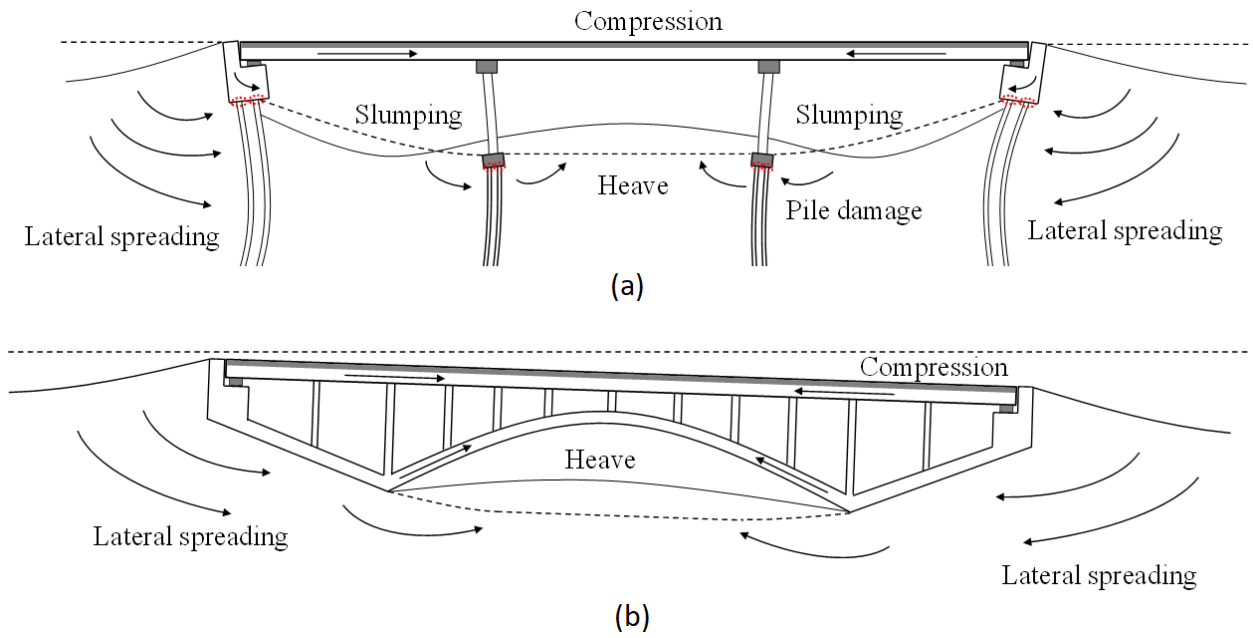 Compression
Slumping
Slumping
Heave
Pile damage
Lateral spreading
Lateral spreading
(a)
Compression
Heave
Lateral spreading
Lateral spreading
(b)